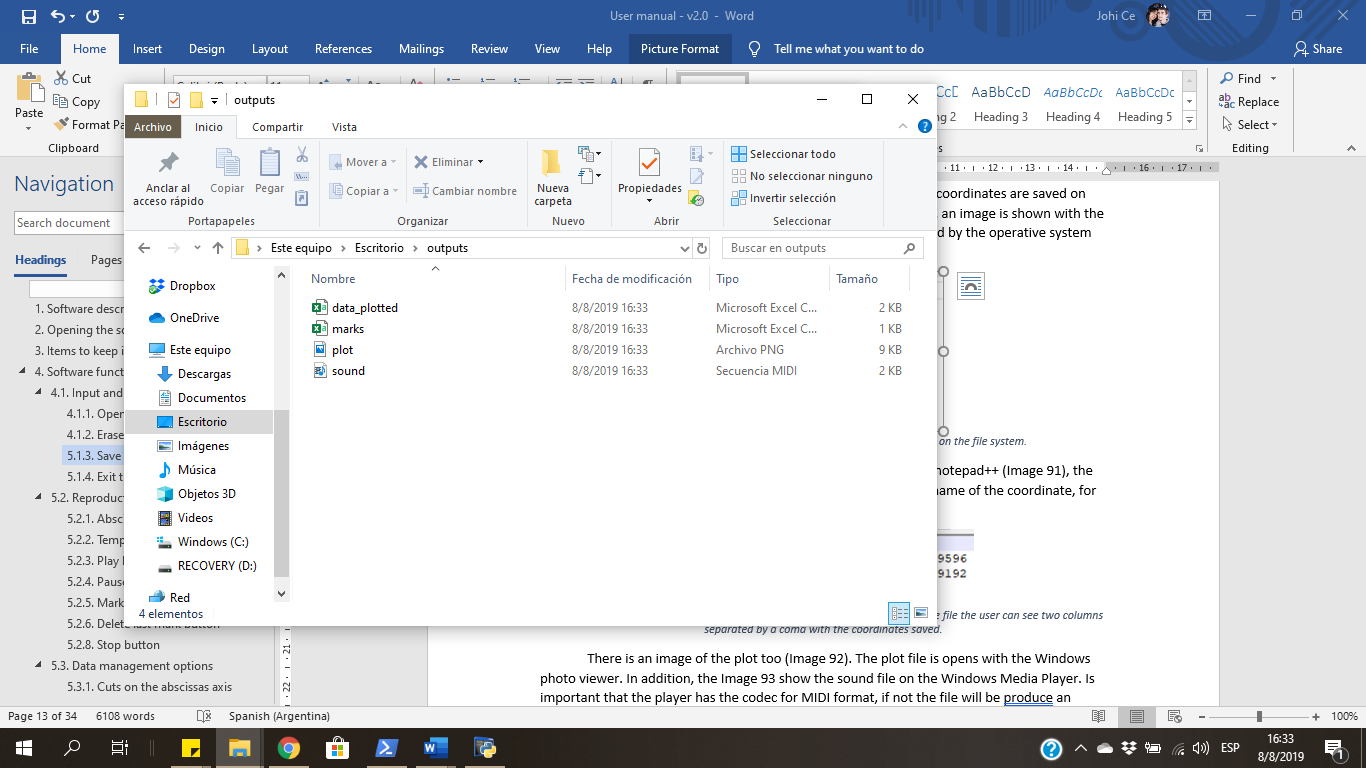 User manual - v2.0 - Word
Johi Ce
File Home Insert Design Layout References Mailings Review View Help Picture Format Tell me what you want to do Share
Cut
Copy
Paste
Clipboard
AaBbCcD AaBbCcDc AaBbCcDc
Heading 3 Heading 4 Heading 5
Find
Replace
Select
Editing
outputs
Archivo Inicio Compartir Vista
Anclar al acceso rápido
Copiar
Pegar
Portapapeles
Mover a
Copiar a
Eliminar
Cambiar nombre
Organizar
Nueva carpeta
Nuevo
Propiedades
Abrir
Seleccionar todo
No seleccionar ninguno
Invertir selección
Seleccionar
Este equipo Escritorio outputs
Buscar en outputs
Nombre Fecha de modificación Tipo Tamaño
data_plotted 8/8/2019 16:33 Microsoft Excel C... 2 KB
marks 8/8/2019 16:33 Microsoft Excel C... 1 KB
plot 8/8/2019 16:33 Archivo PNG 9 KB
sound 8/8/2019 16:33 Secuencia MIDI 2 KB
Dropbox
OneDrive
Este equipo
Descargas
Documentos
Escritorio
Imágenes
Música
Objetos 3D
Videos
Windows (C:)
RECOVERY (D:)
Red
4 elementos
Navigation
Search document
Headings Pages
1. Software
2. Opening the
3. Items to keep
4. Software
4.1. Input and
4.1.1.
4.1.2. Erase
5.1.3. Save
5.1.4. Exit
5.2.
5.2.1.
5.2.2.
5.2.3. Play
5.2.4.
5.2.5. Mark
5.2.6. Delete last mark button
5.2.8. Stop button
5.3. Data management options
5.3.1. Cuts on the abscissas axis
11 12 13 14 16 17
21
22
coordinates are saved on
an image is shown with the
by the operative system
on the file system.
notepad++ (Image 91), the
of the coordinate, for
9596
9192
file the user can see two columns
separated by a coma with the coordinates saved.
There is an image of the plot too (Image 92). The plot file is opens with the Windows
photo viewer. In addition, the Image 93 show the sound file on the Windows Media Player. Is
important that the player has the codec for MIDI format, if not the file will be produce an
Page 13 of 34 6108 words Spanish (Argentina) 100%
ESP
16:33
8/8/2019
1